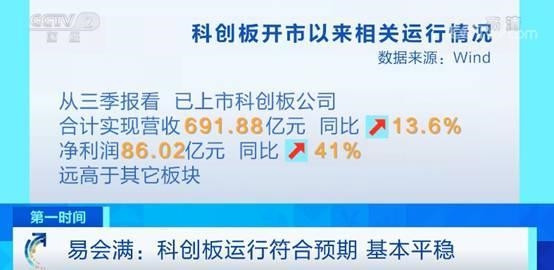 CCTV 2
财经
高清
科创板开市以来相关运行情况
数据来源：Wind
从三季报看 已上市科创板公司
合计实现营收691.88亿元 同比 13.6%
净利润86.02亿元 同比 41%
远高于其它板块
第一时间
易会满：科创板运行符合预期 基本平稳